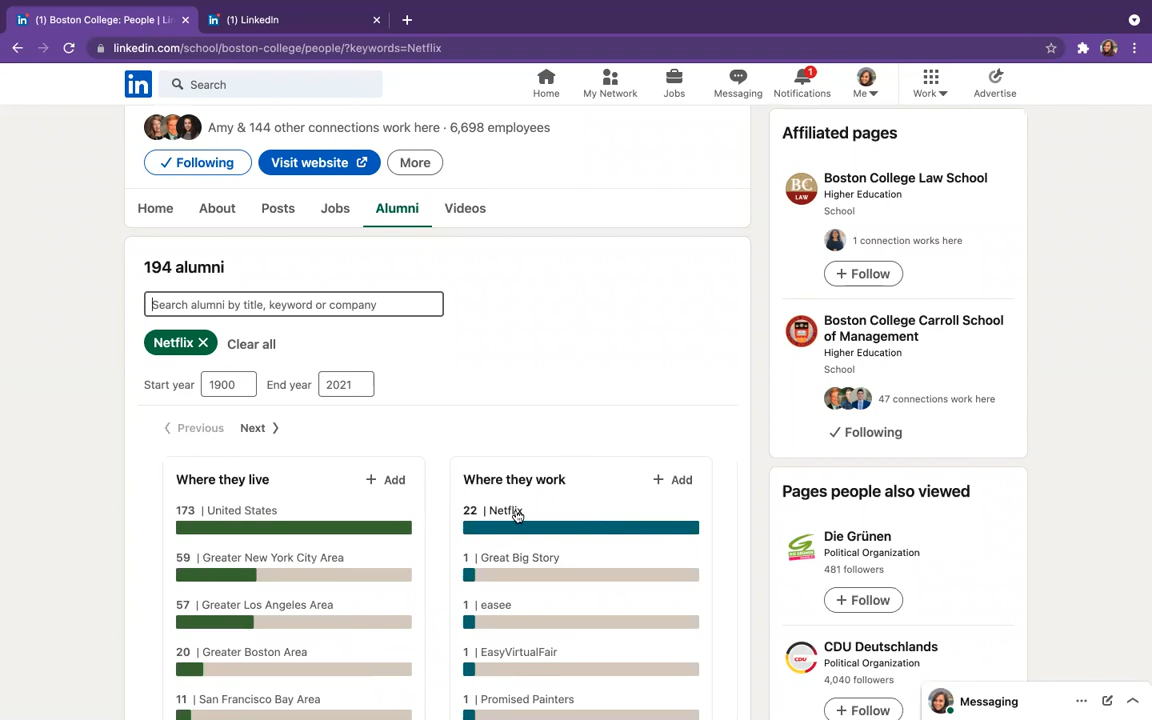 (1) Boston College: People | Lin
(1) LinkedIn
linkedin.com/school/boston-college/people/?keywords=Netflix
in
Search
Home
My Network
Jobs
Messaging
1
Notifications
Me
Work
Advertise
Amy & 144 other connections work here · 6,698 employees
Following
Visit website
More
Home
About
Posts
Jobs
Alumni
Videos
194 alumni
Search alumni by title, keyword or company
Netflix
Clear all
Start year
1900
End year
2021
Previous
Next
Where they live
+ Add
173 | United States
59 | Greater New York City Area
57 | Greater Los Angeles Area
20 | Greater Boston Area
11 | San Francisco Bay Area
Where they work
+ Add
22 | Netflix
1 | Great Big Story
1 | easee
1 | EasyVirtualFair
1 | Promised Painters
Affiliated pages
BC
LAW
Boston College Law School
Higher Education
School
1 connection works here
+ Follow
Boston College Carroll School
of Management
Higher Education
School
47 connections work here
Following
Pages people also viewed
Die Grünen
Political Organization
481 followers
+ Follow
CDU
CDU Deutschlands
Political Organization
4,040 followers
+ Follow
Messaging